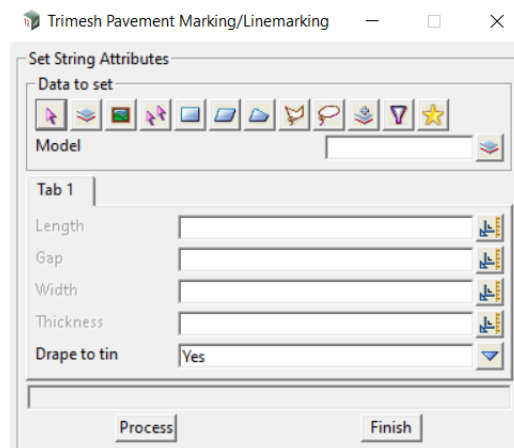 Trimesh Pavement Marking/Linemarking
Set String Attributes
Data to set
Model
Tab 1
Length
Gap
Width
Thickness
Drape to tin Yes
Process Finish